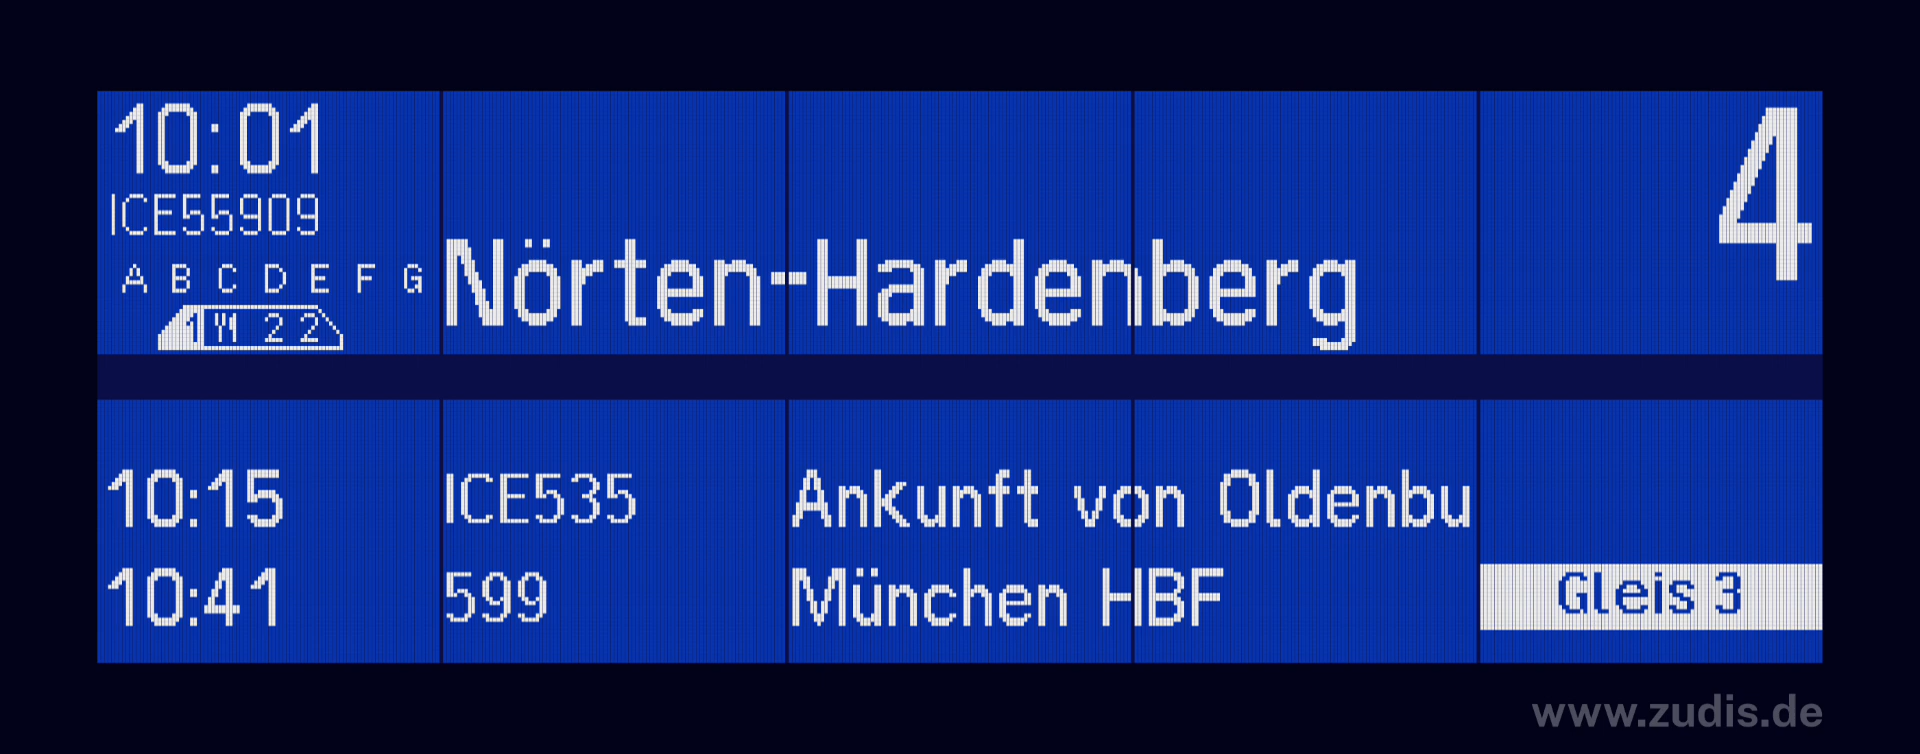 10:01
4
ICE55909
A B C D E F G
Nörten-Hardenberg
1 2 2
10:15 ICE535 Ankunft von Oldenbu
10:41 599 München HBF Gleis 3
www.zudis.de